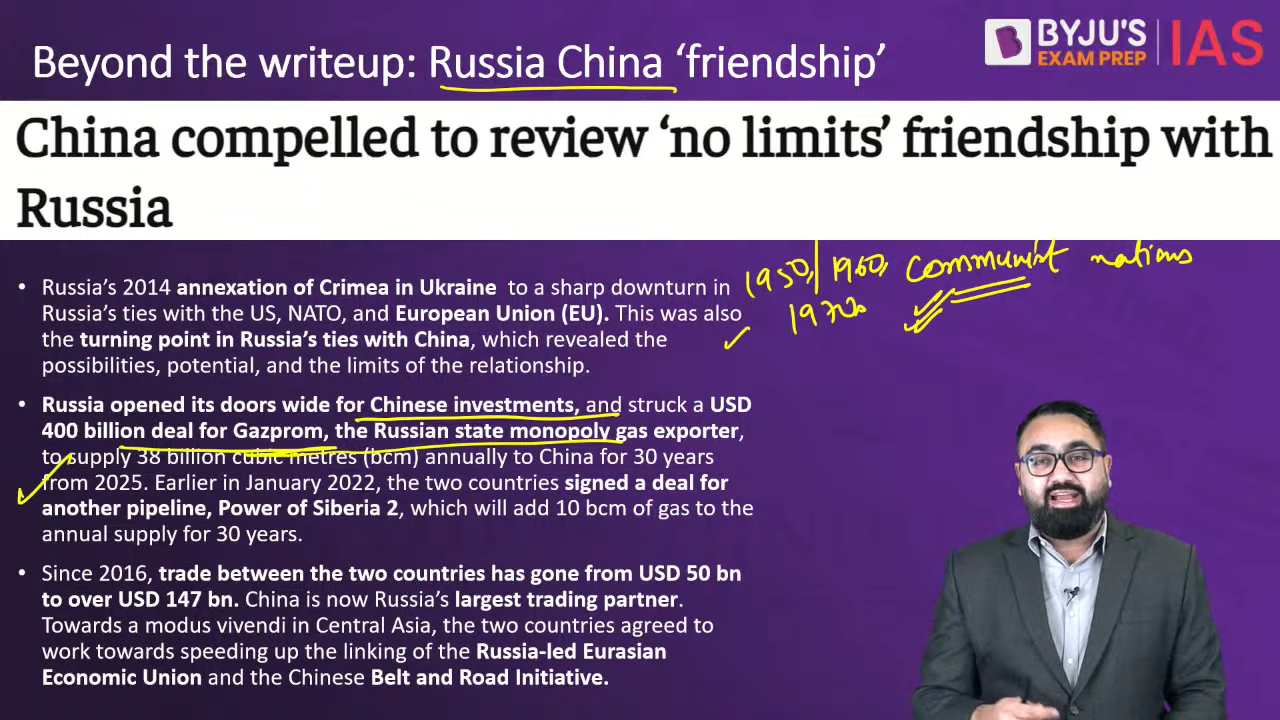 Beyond the writeup: Russia China ‘friendship’
BYJU'S
EXAM PREP
IAS
China compelled to review ‘no limits’ friendship with
Russia
1950/1960, communist nations
1970s
• Russia’s 2014 annexation of Crimea in Ukraine to a sharp downturn in
Russia’s ties with the US, NATO, and European Union (EU). This was also
the turning point in Russia’s ties with China, which revealed the
possibilities, potential, and the limits of the relationship.
• Russia opened its doors wide for Chinese investments, and struck a USD
400 billion deal for Gazprom, the Russian state monopoly gas exporter,
to supply 38 billion cubic metres (bcm) annually to China for 30 years
from 2025. Earlier in January 2022, the two countries signed a deal for
another pipeline, Power of Siberia 2, which will add 10 bcm of gas to the
annual supply for 30 years.
• Since 2016, trade between the two countries has gone from USD 50 bn
to over USD 147 bn. China is now Russia’s largest trading partner.
Towards a modus vivendi in Central Asia, the two countries agreed to
work towards speeding up the linking of the Russia-led Eurasian
Economic Union and the Chinese Belt and Road Initiative.